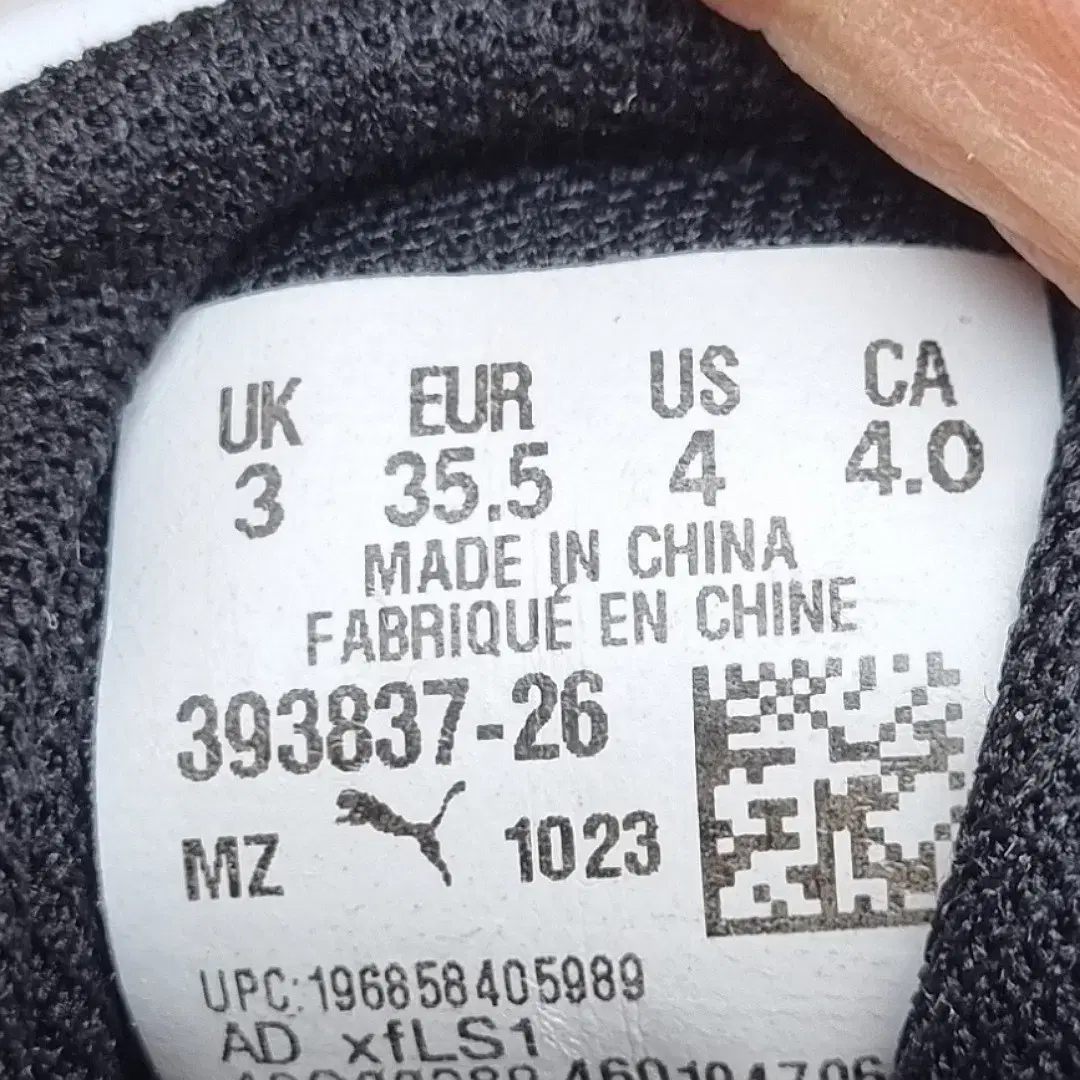 UK EUR US CA
3 35.5 4 4.0
MADE IN CHINA
FABRIQUÉ EN CHINE
393837-26
MZ 1023
UPC:196858405989
AD xfLS1